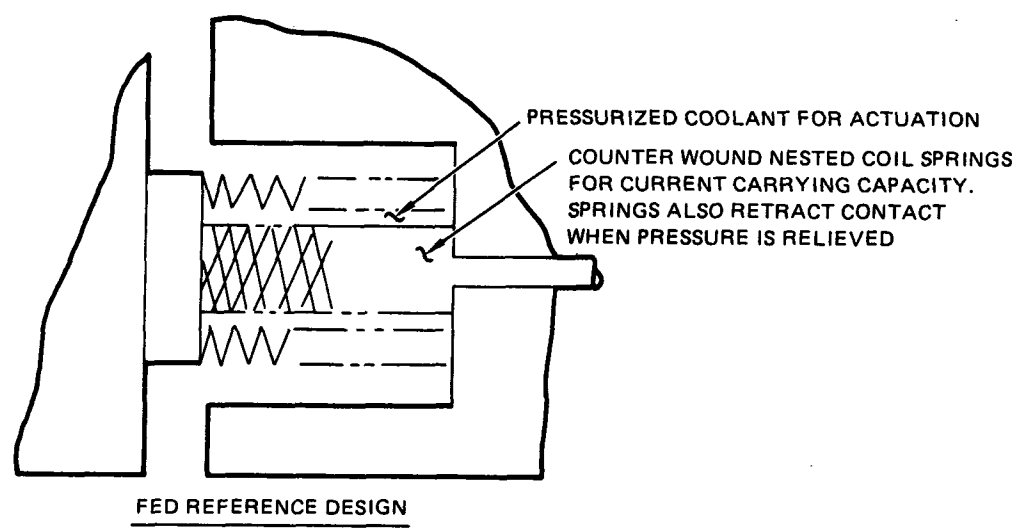 PRESSURIZED COOLANT FOR ACTUATION
COUNTER WOUND NESTED COIL SPRINGS
FOR CURRENT CARRYING CAPACITY.
SPRINGS ALSO RETRACT CONTACT
WHEN PRESSURE IS RELIEVED
FED REFERENCE DESIGN